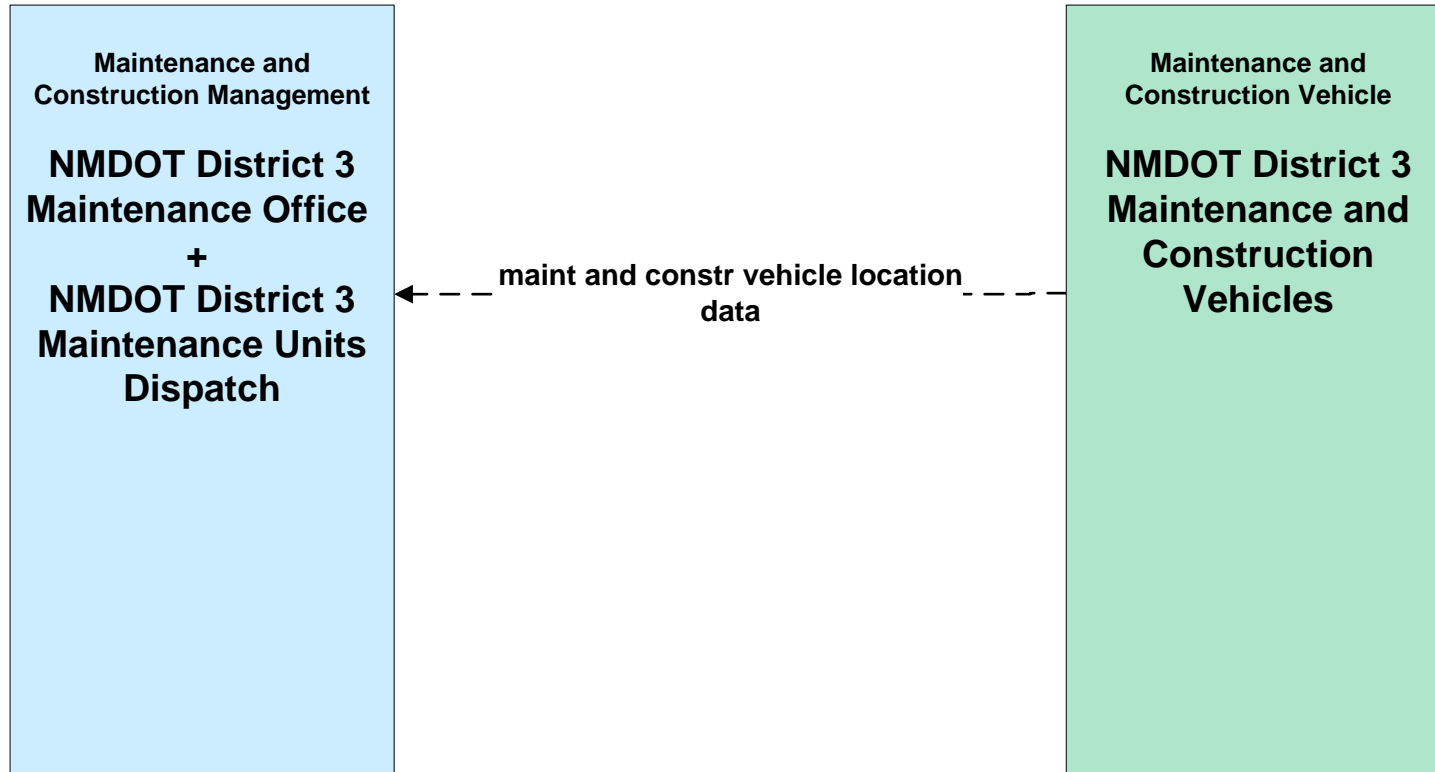 Maintenance and
Construction Management
NMDOT District 3
Maintenance Office
+
NMDOT District 3
Maintenance Units
Dispatch
maint and constr vehicle location
data
Maintenance and
Construction Vehicle
NMDOT District 3
Maintenance and
Construction
Vehicles